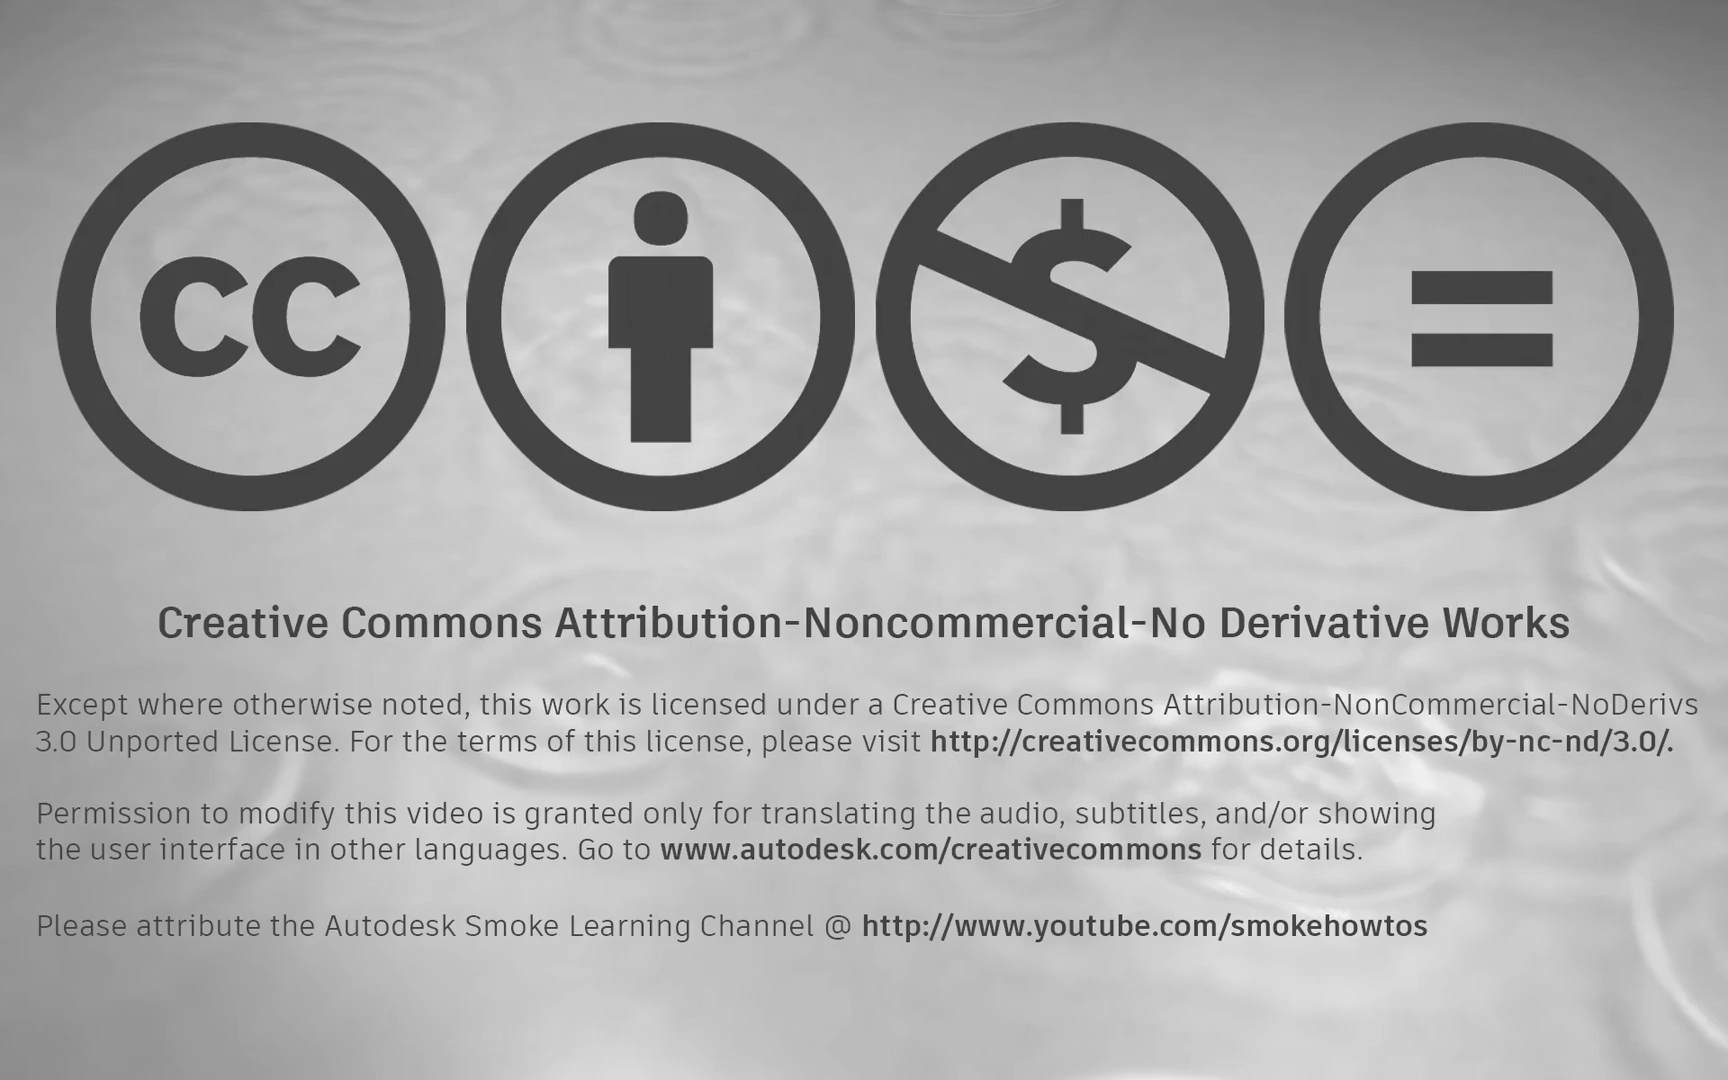 cc
$
=
Creative Commons Attribution-Noncommercial-No Derivative Works
Except where otherwise noted, this work is licensed under a Creative Commons Attribution-NonCommercial-NoDerivs
3.0 Unported License. For the terms of this license, please visit http://creativecommons.org/licenses/by-nc-nd/3.0/.
Permission to modify this video is granted only for translating the audio, subtitles, and/or showing
the user interface in other languages. Go to www.autodesk.com/creativecommons for details.
Please attribute the Autodesk Smoke Learning Channel @ http://www.youtube.com/smokehowtos